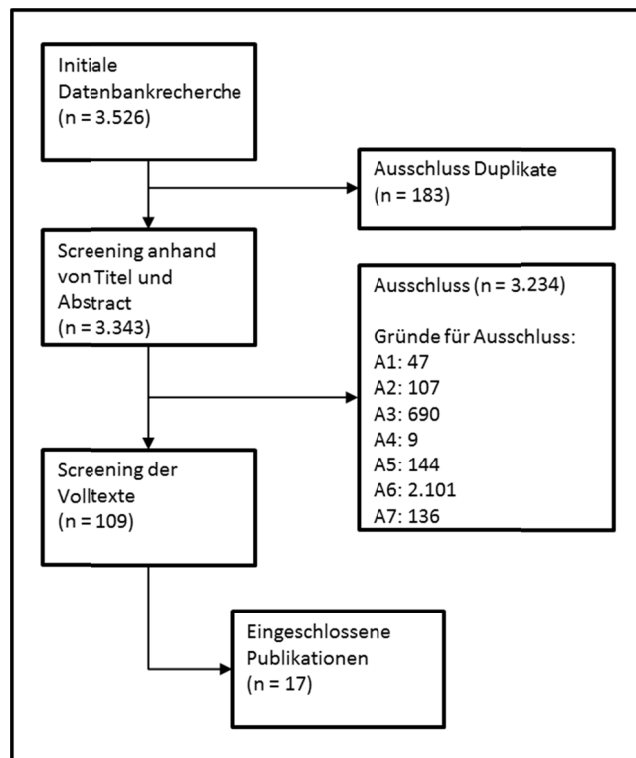 Initiale
Datenbankrecherche
(n = 3.526)
Ausschluss Duplikate
(n = 183)
Screening anhand
von Titel und
Abstract
(n = 3.343)
Ausschluss (n = 3.234)
Gründe für Ausschluss:
A1: 47
A2: 107
A3: 690
A4: 9
A5: 144
A6: 2.101
A7: 136
Screening der
Volltexte
(n = 109)
Eingeschlossene
Publikationen
(n = 17)